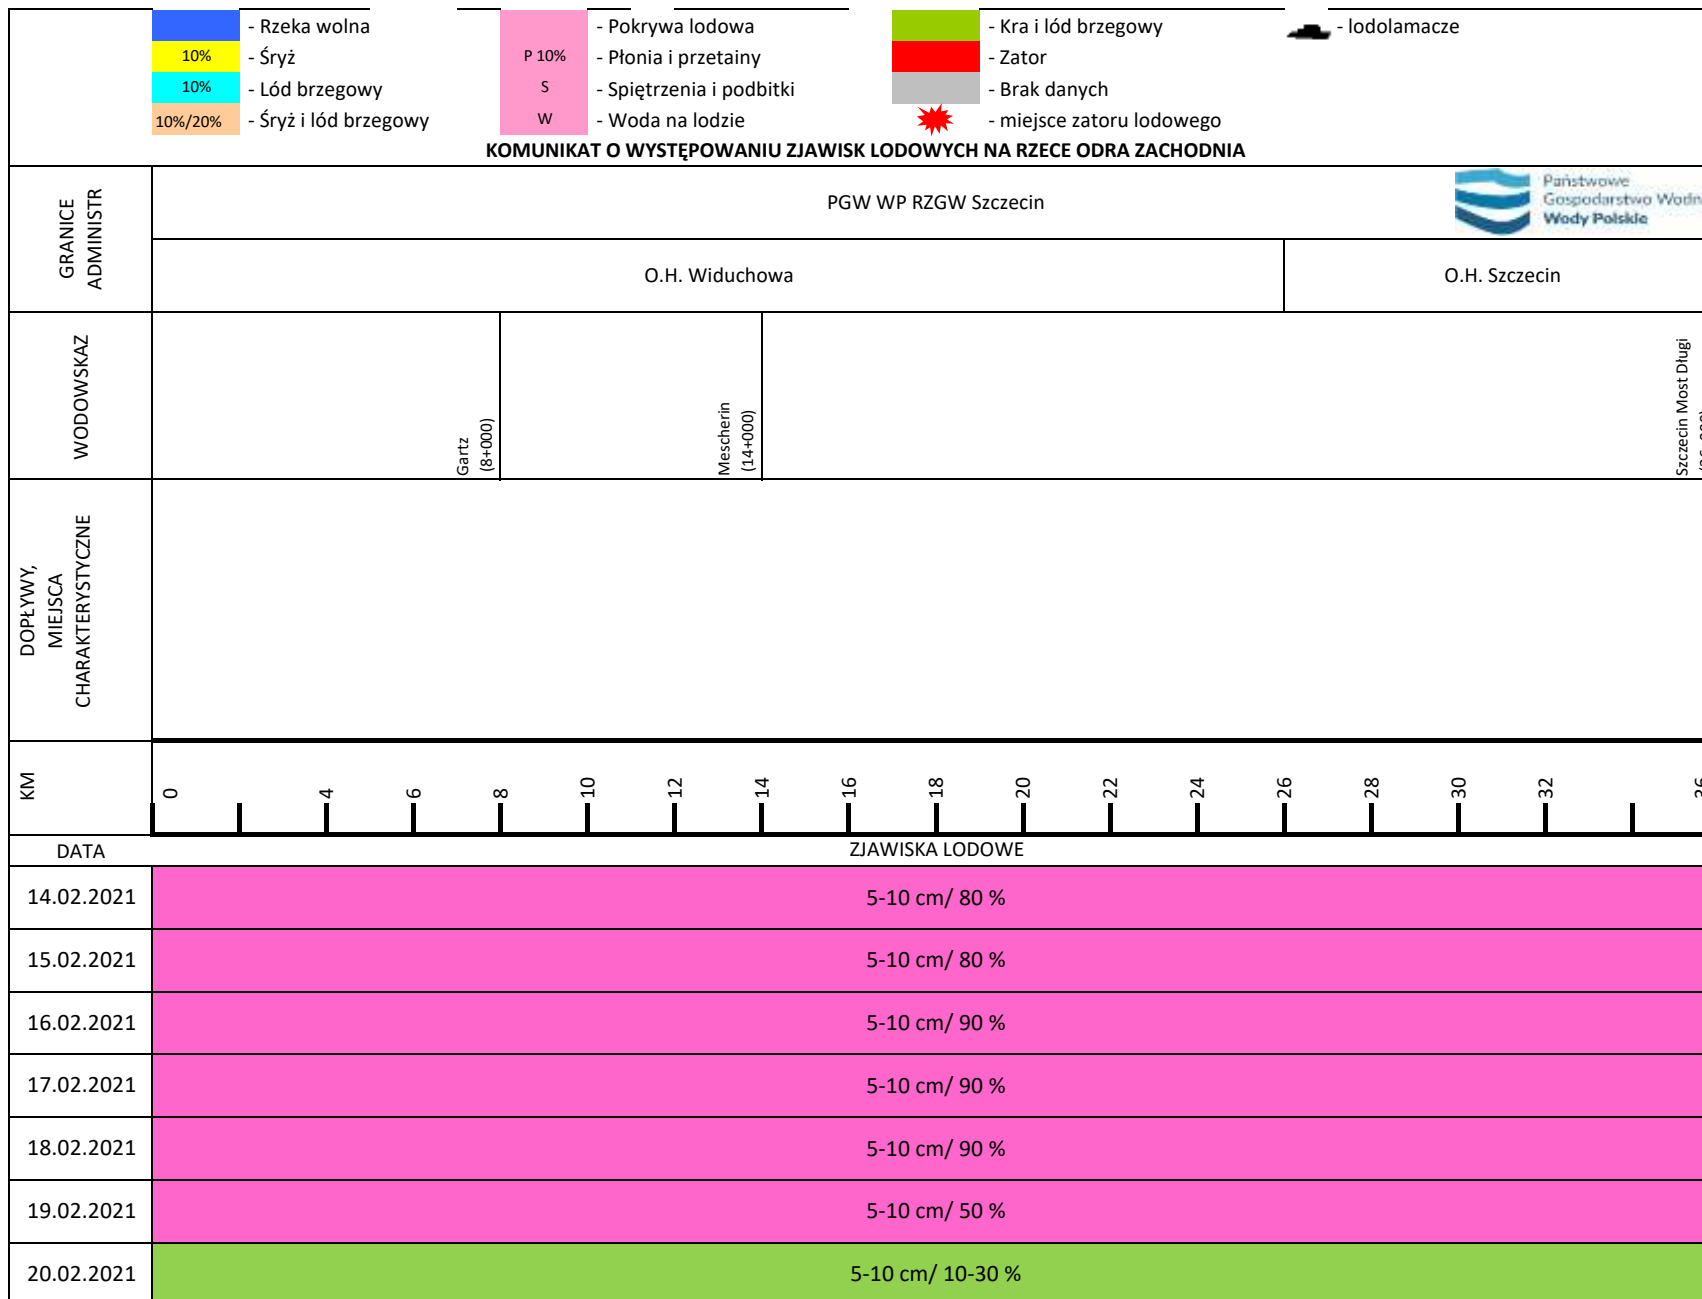 - Rzeka wolna
- Pokrywa lodowa
- Kra i lód brzegowy
- lodolamacze
10% - Śryż
P 10% - Płonia i przetainy
- Zator
10% - Lód brzegowy
S - Spiętrzenia i podbitki
- Brak danych
10%/20% - Śryż i lód brzegowy
W - Woda na lodzie
- miejsce zatoru lodowego
KOMUNIKAT O WYSTĘPOWANIU ZJAWISK LODOWYCH NA RZECE ODRA ZACHODNIA
GRANICE
ADMINISTR
PGW WP RZGW Szczecin
Państwowe
Gospodarstwo Wodn
Wody Polskie
O.H. Widuchowa
O.H. Szczecin
WODOWSKAZ
Gartz
(8+000)
Mescherin
(14+000)
Szczecin Most Długi
DOPŁYWY,
MIEJSCA
CHARAKTERYSTYCZNE
KM
0 4 6 8 10 12 14 16 18 20 22 24 26 28 30 32 36
DATA
ZJAWISKA LODOWE
14.02.2021 5-10 cm/ 80 %
15.02.2021 5-10 cm/ 80 %
16.02.2021 5-10 cm/ 90 %
17.02.2021 5-10 cm/ 90 %
18.02.2021 5-10 cm/ 90 %
19.02.2021 5-10 cm/ 50 %
20.02.2021 5-10 cm/ 10-30 %